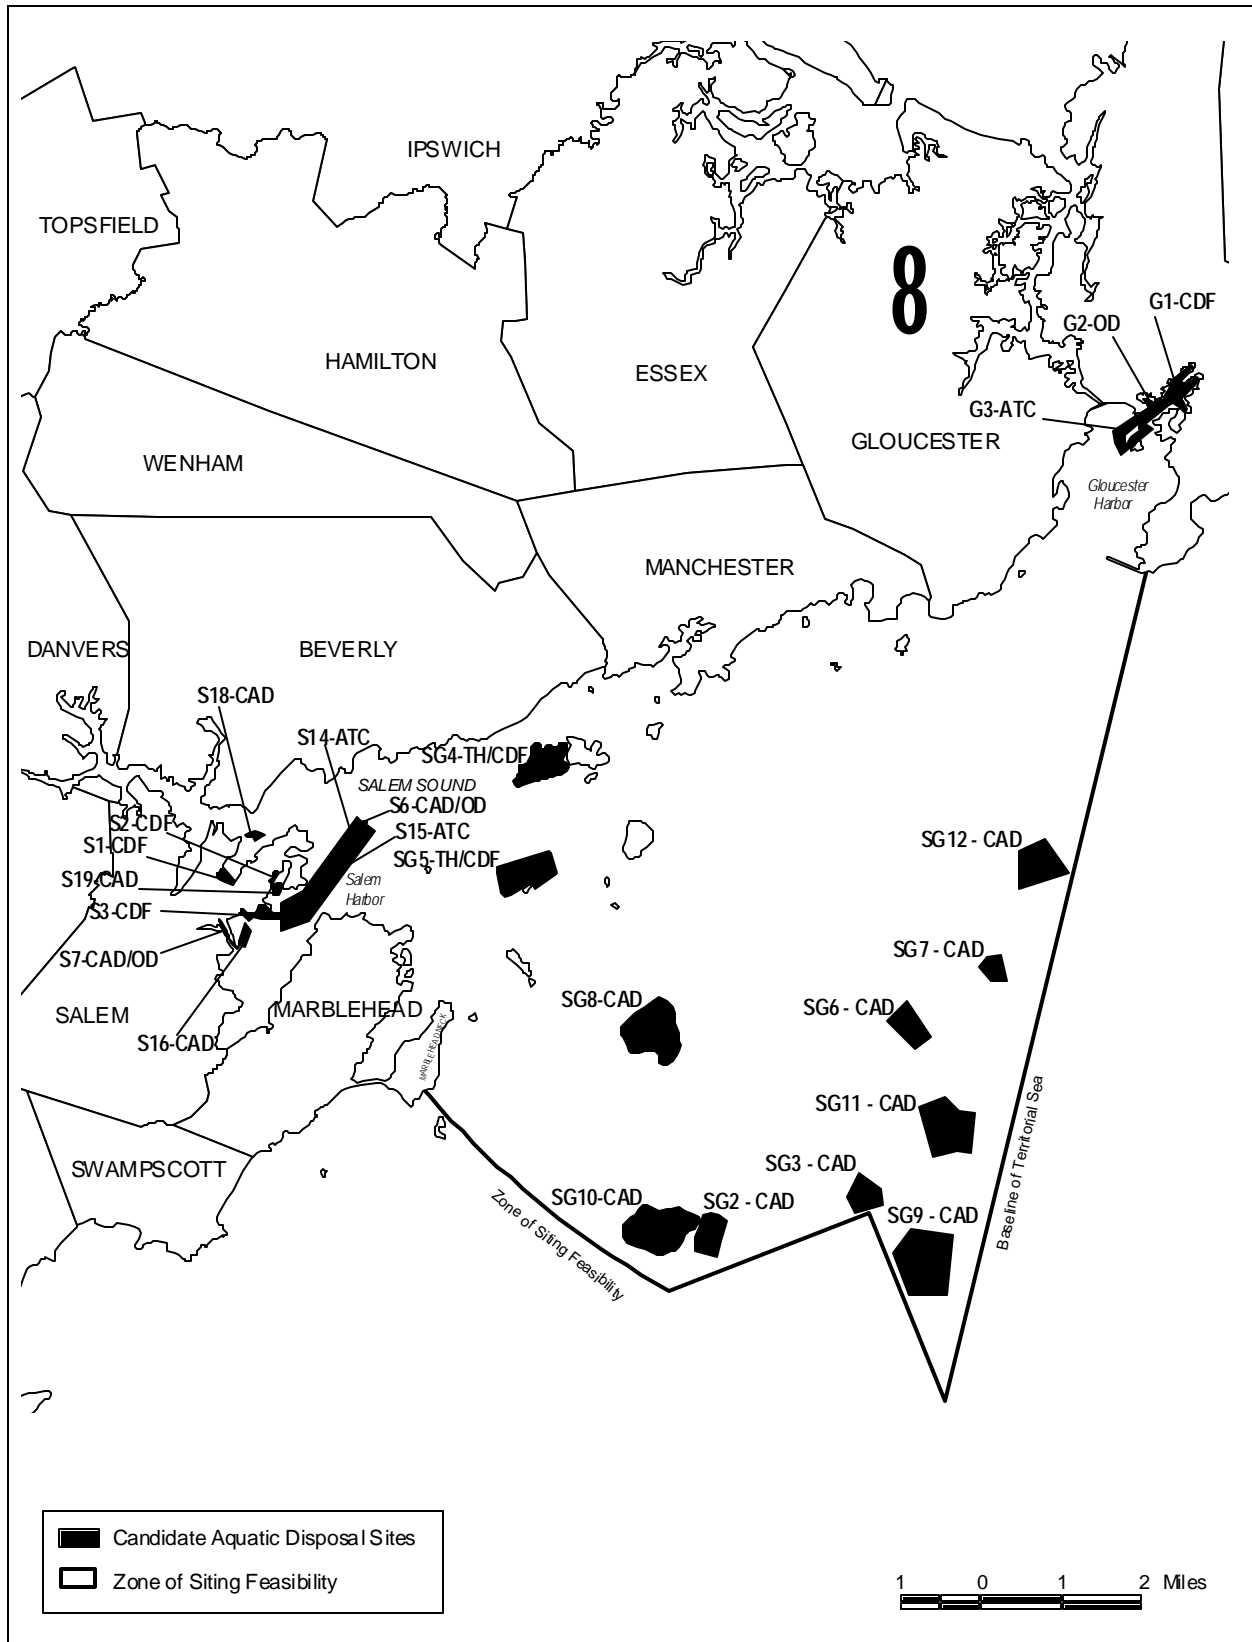 IPSWICH
TOPSFIELD
8
G1-CDF
G2-OD
HAMILTON
ESSEX
G3-ATC
GLOUCESTER
WENHAM
Gloucester
Harbor
MANCHESTER
DANVERS
BEVERLY
S18-CAD
S14-ATC
SG4-TH/CDF
SALEM SOUND
S6-CAD/OD
S2-CDF
S15-ATC
S1-CDF
SG5-TH/CDF
SG12 - CAD
S19-CAD
Salem
Harbor
S3-CDF
SG7 - CAD
S7-CAD/OD
SG8-CAD
MARBLEHEAD
SG6 - CAD
SALEM
MARBLEHEAD NECK
S16-CAD
SG11 - CAD
Baseline of Territorial Sea
SWAMPSCOTT
SG3 - CAD
SG10-CAD
SG2 - CAD
SG9 - CAD
Zone of Siting Feasibility
Candidate Aquatic Disposal Sites
Zone of Siting Feasibility
1 0 1 2 Miles